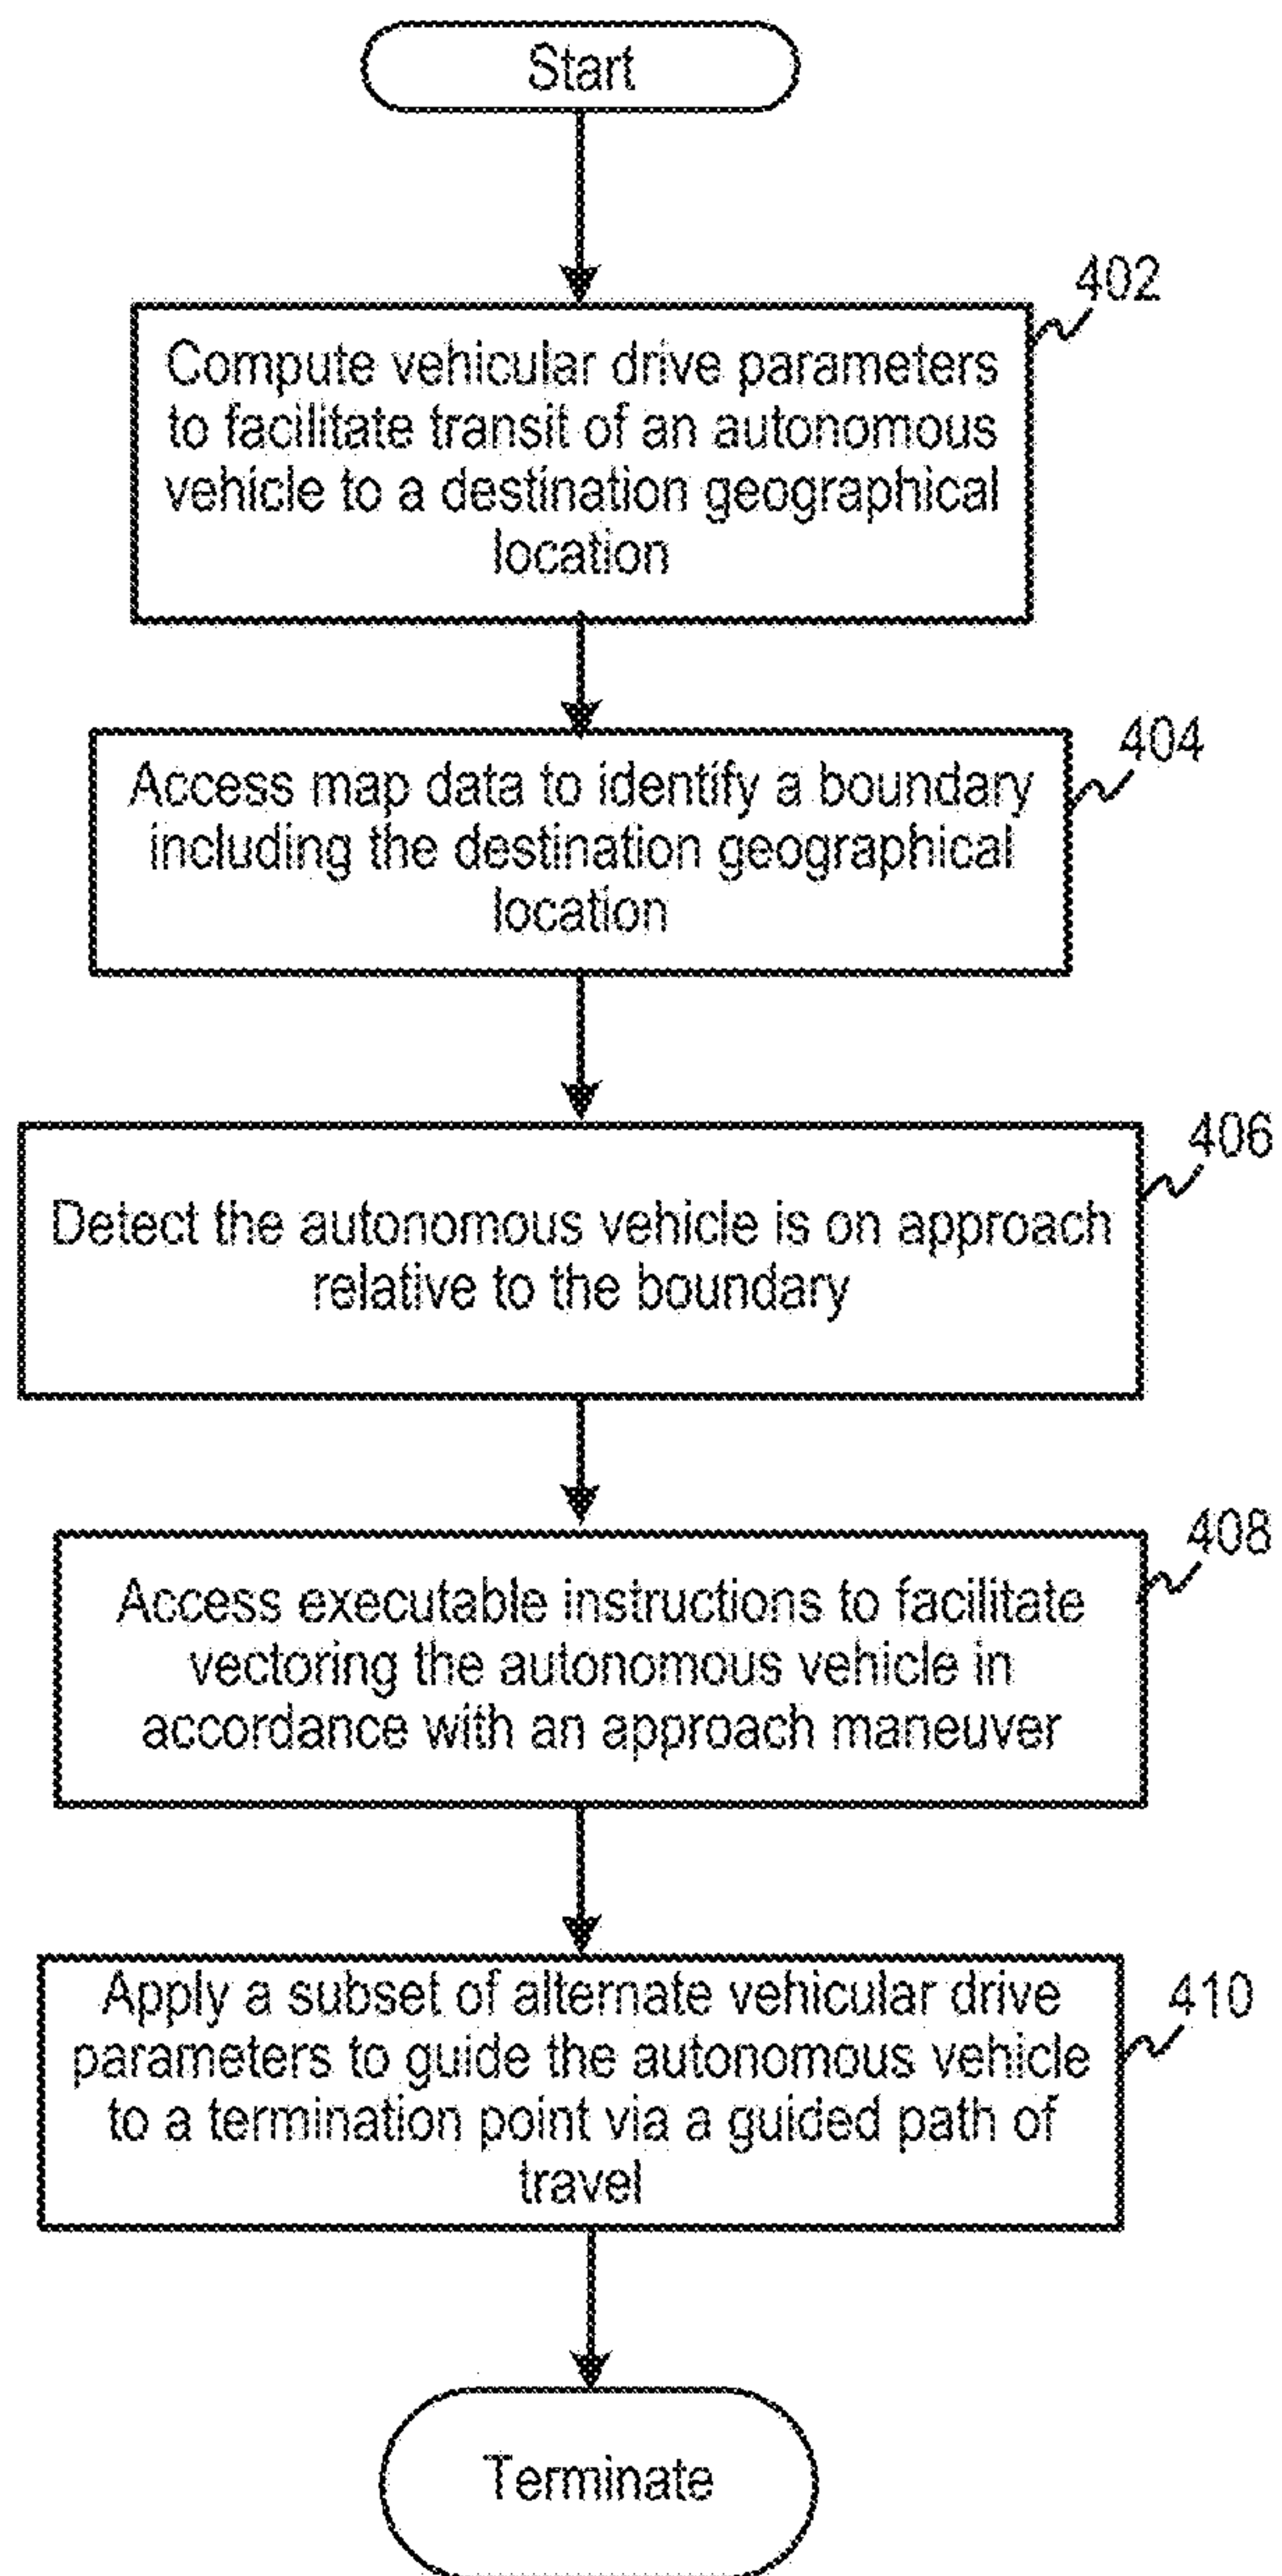 Start
402
Compute vehicular drive parameters
to facilitate transit of an autonomous
vehicle to a destination geographical
location
404
Access map data to identify a boundary
including the destination geographical
location
406
Detect the autonomous vehicle is on approach
relative to the boundary
408
Access executable instructions to facilitate
vectoring the autonomous vehicle in
accordance with an approach maneuver
410
Apply a subset of alternate vehicular drive
parameters to guide the autonomous vehicle
to a termination point via a guided path of
travel
Terminate